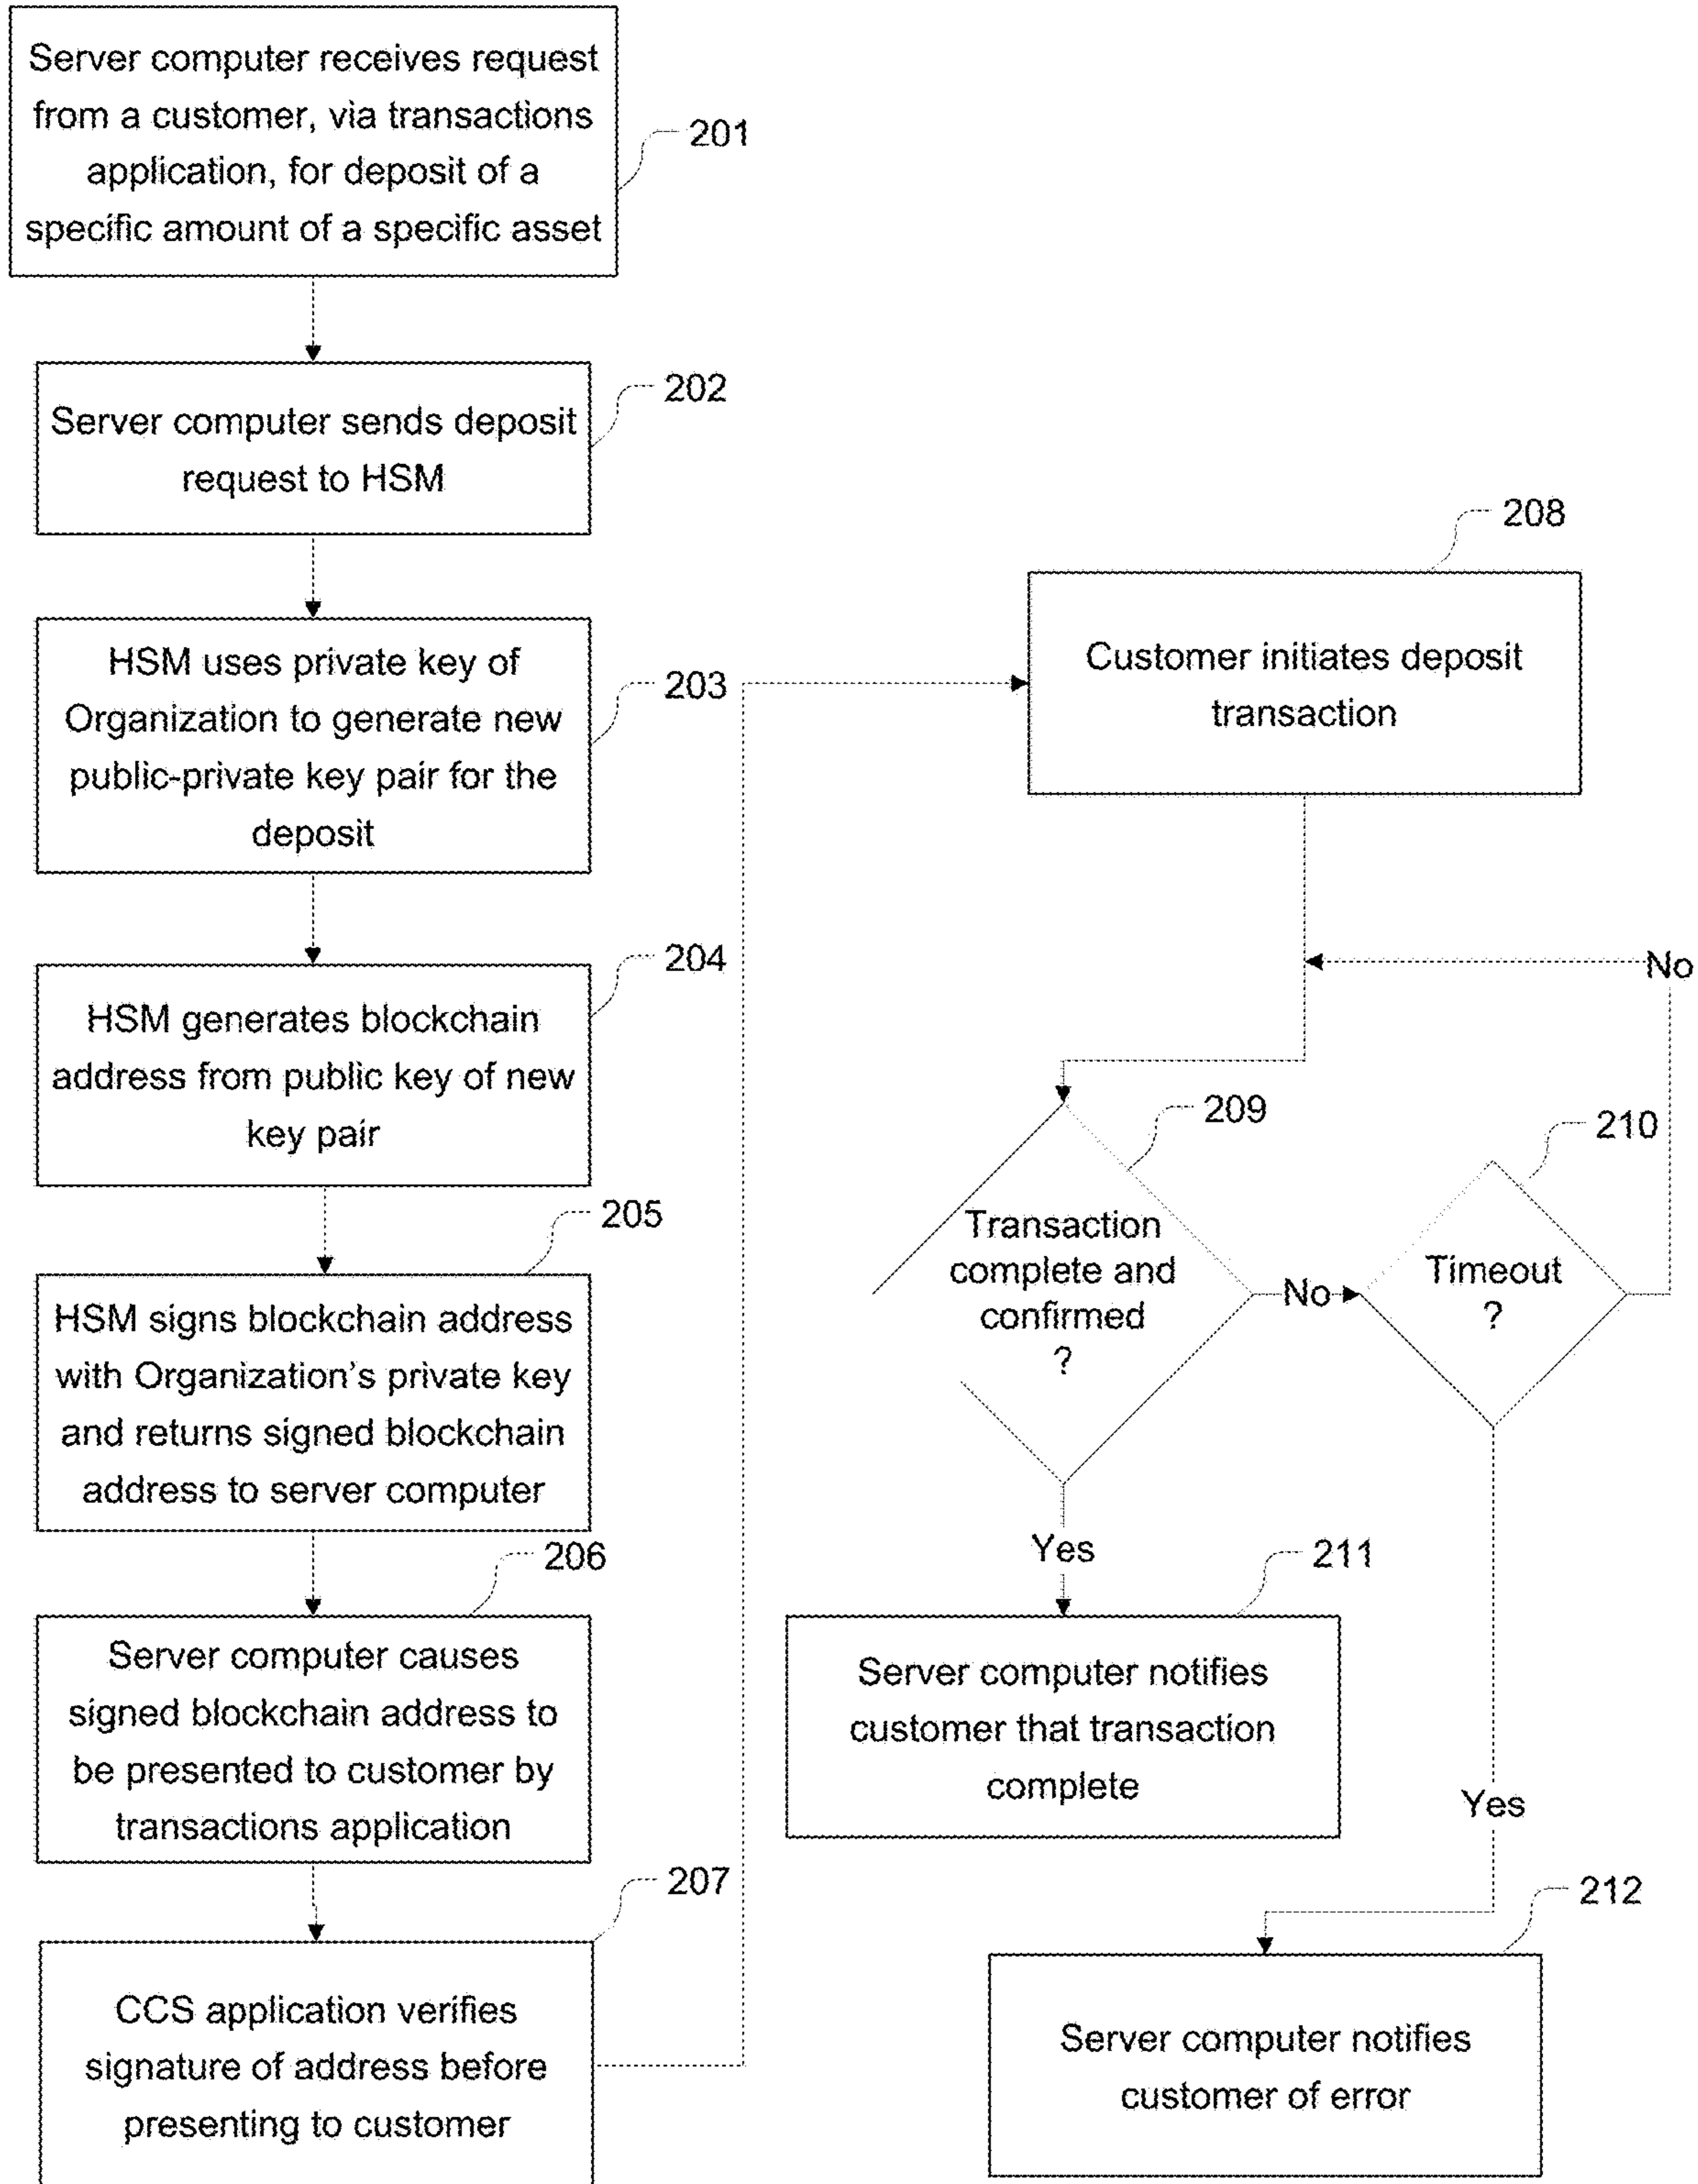 Server computer receives request
from a customer, via transactions
application, for deposit of a
specific amount of a specific asset
201
Server computer sends deposit
request to HSM
202
HSM uses private key of
Organization to generate new
public-private key pair for the
deposit
203
HSM generates blockchain
address from public key of new
key pair
204
HSM signs blockchain address
with Organization's private key
and returns signed blockchain
address to server computer
205
Server computer causes
signed blockchain address to
be presented to customer by
transactions application
206
CCS application verifies
signature of address before
presenting to customer
207
Customer initiates deposit
transaction
208
Transaction
complete and
confirmed
?
209
No
Timeout
?
210
No
Yes
Server computer notifies
customer that transaction
complete
211
Yes
Server computer notifies
customer of error
212